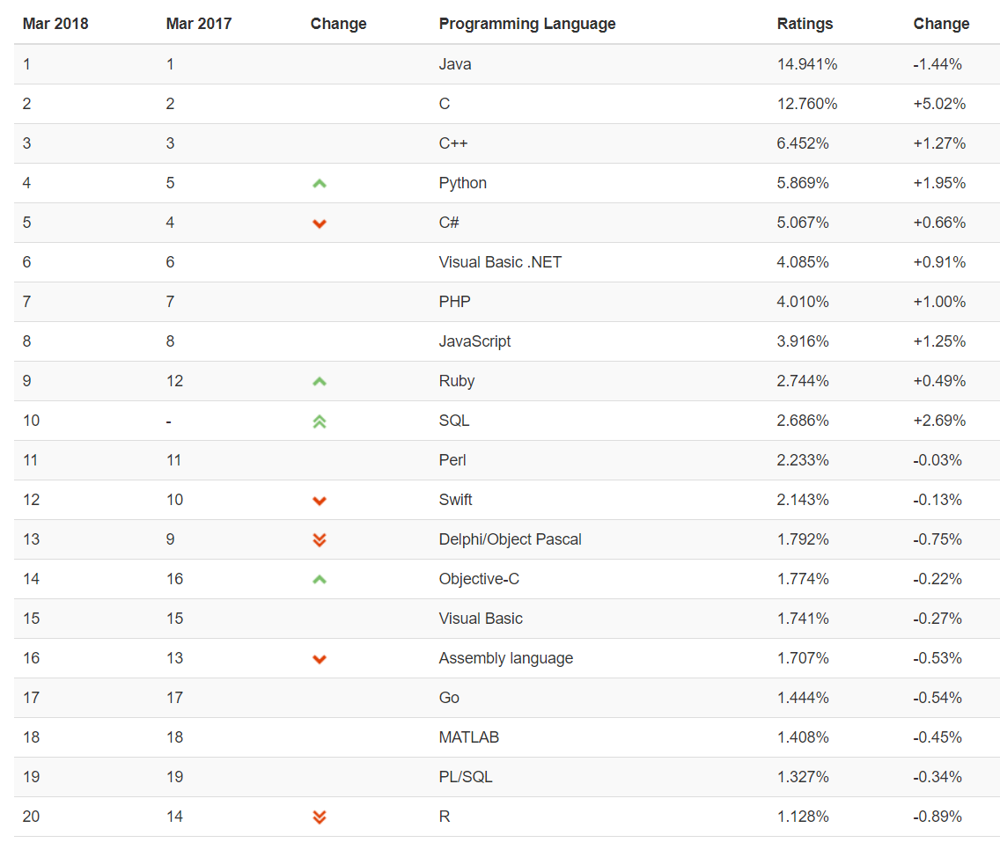 Mar 2018 Mar 2017 Change Programming Language Ratings Change
1 1 Java 14.941% -1.44%
2 2 C 12.760% +5.02%
3 3 C++ 6.452% +1.27%
4 5 Python 5.869% +1.95%
5 4 C# 5.067% +0.66%
6 6 Visual Basic .NET 4.085% +0.91%
7 7 PHP 4.010% +1.00%
8 8 JavaScript 3.916% +1.25%
9 12 Ruby 2.744% +0.49%
10 - SQL 2.686% +2.69%
11 11 Perl 2.233% -0.03%
12 10 Swift 2.143% -0.13%
13 9 Delphi/Object Pascal 1.792% -0.75%
14 16 Objective-C 1.774% -0.22%
15 15 Visual Basic 1.741% -0.27%
16 13 Assembly language 1.707% -0.53%
17 17 Go 1.444% -0.54%
18 18 MATLAB 1.408% -0.45%
19 19 PL/SQL 1.327% -0.34%
20 14 R 1.128% -0.89%